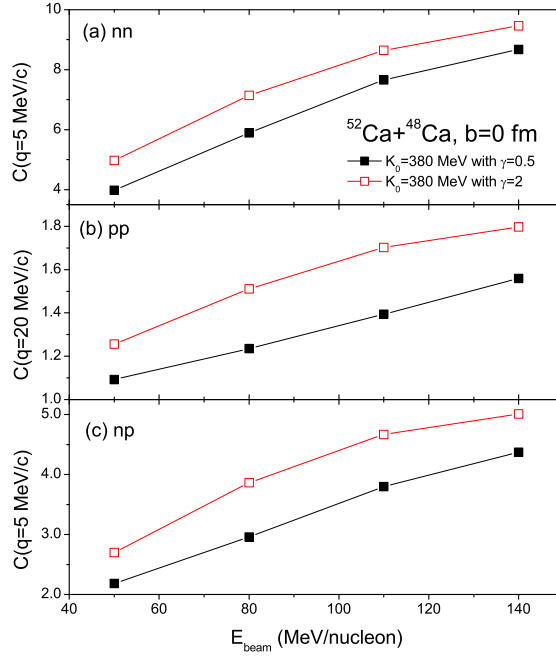 10
(a) nn
8
6
4
C(q=5 MeV/c)
⁵²Ca+⁴⁸Ca, b=0 fm
K₀=380 MeV with γ=0.5
K₀=380 MeV with γ=2
(b) pp
1.8
1.6
1.4
1.2
1.0
C(q=20 MeV/c)
(c) np
5.0
4.0
3.0
2.0
C(q=5 MeV/c)
40 60 80 100 120 140
E_beam (MeV/nucleon)